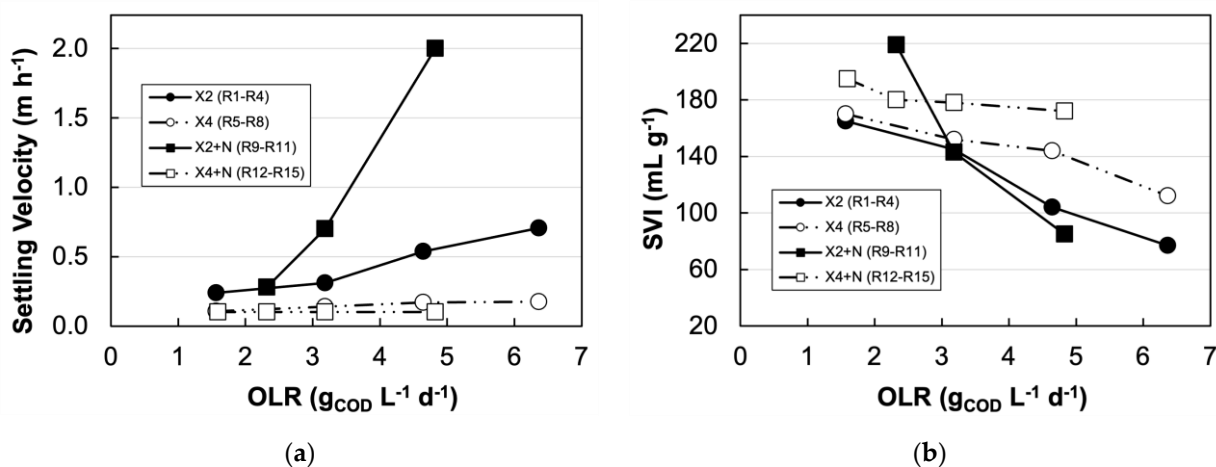 Settling Velocity (m h⁻¹)
2.0
1.5
1.0
0.5
0.0
X2 (R1-R4)
X4 (R5-R8)
X2+N (R9-R11)
X4+N (R12-R15)
0 1 2 3 4 5 6 7
OLR (gCOD L⁻¹ d⁻¹)
(a)
SVI (mL g⁻¹)
220
180
140
100
60
20
X2 (R1-R4)
X4 (R5-R8)
X2+N (R9-R11)
X4+N (R12-R15)
0 1 2 3 4 5 6 7
OLR (gCOD L⁻¹ d⁻¹)
(b)